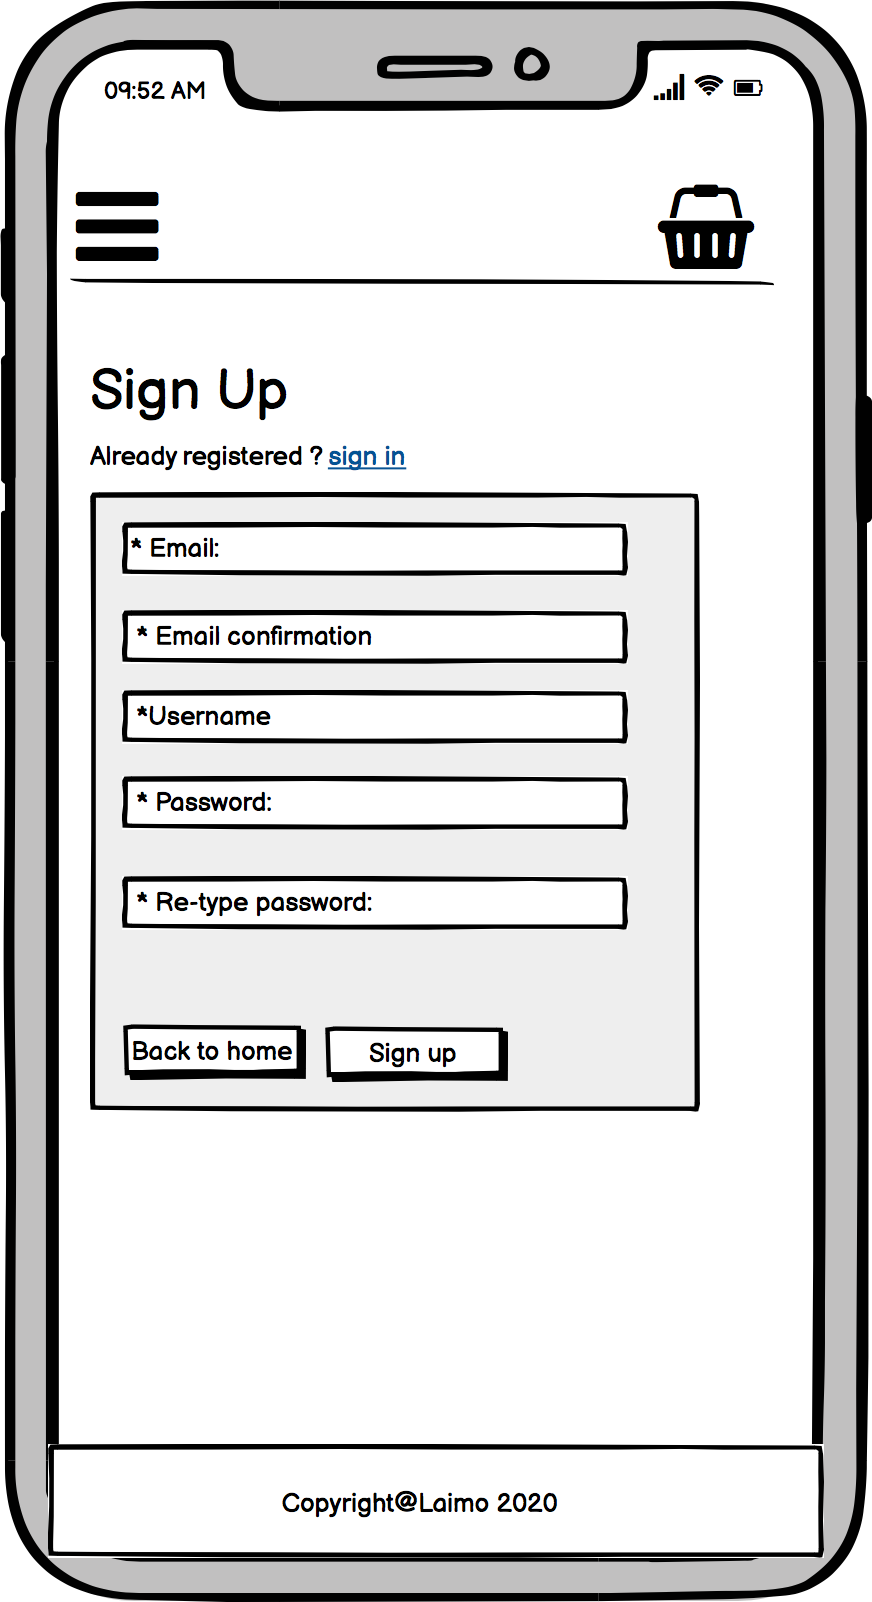 09:52 AM
Sign Up
Already registered ? sign in
* Email:
* Email confirmation
*Username
* Password:
* Re-type password:
Back to home
Sign up
Copyright@Laimo 2020